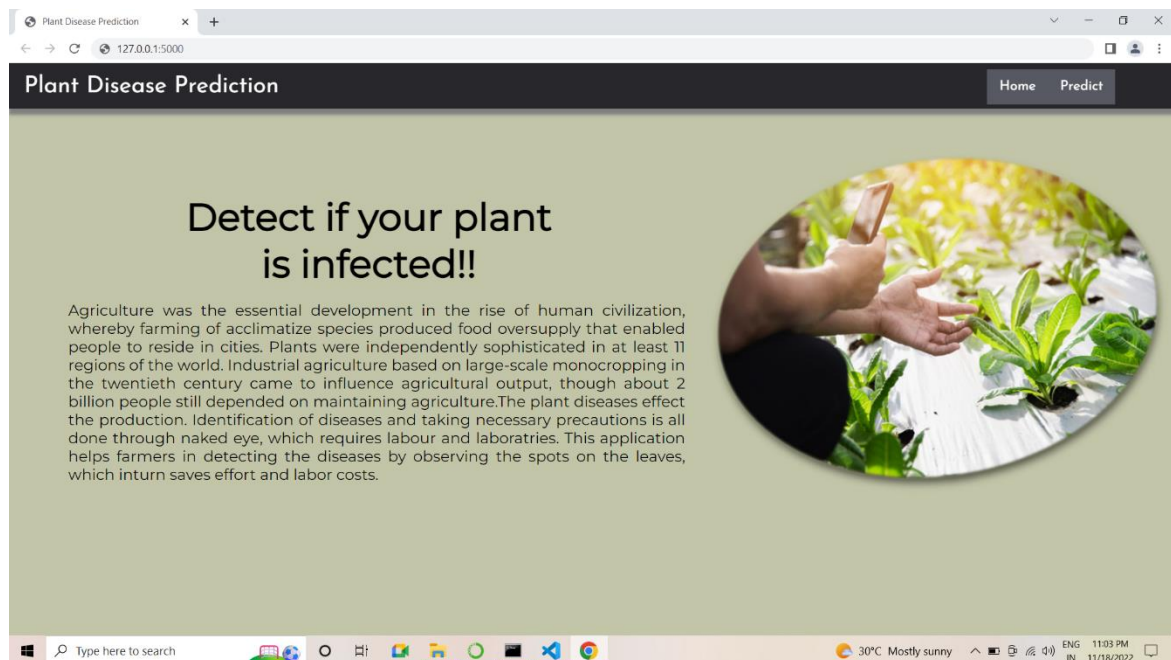 Plant Disease Prediction
127.0.0.1:5000
Plant Disease Prediction
Home Predict
Detect if your plant
is infected!!
Agriculture was the essential development in the rise of human civilization,
whereby farming of acclimatize species produced food oversupply that enabled
people to reside in cities. Plants were independently sophisticated in at least 11
regions of the world. Industrial agriculture based on large-scale monocropping in
the twentieth century came to influence agricultural output, though about 2
billion people still depended on maintaining agriculture.The plant diseases effect
the production. Identification of diseases and taking necessary precautions is all
done through naked eye, which requires labour and laboratries. This application
helps farmers in detecting the diseases by observing the spots on the leaves,
which inturn saves effort and labor costs.
Type here to search
30°C Mostly sunny
ENG 11:03 PM
IN 11/18/2022